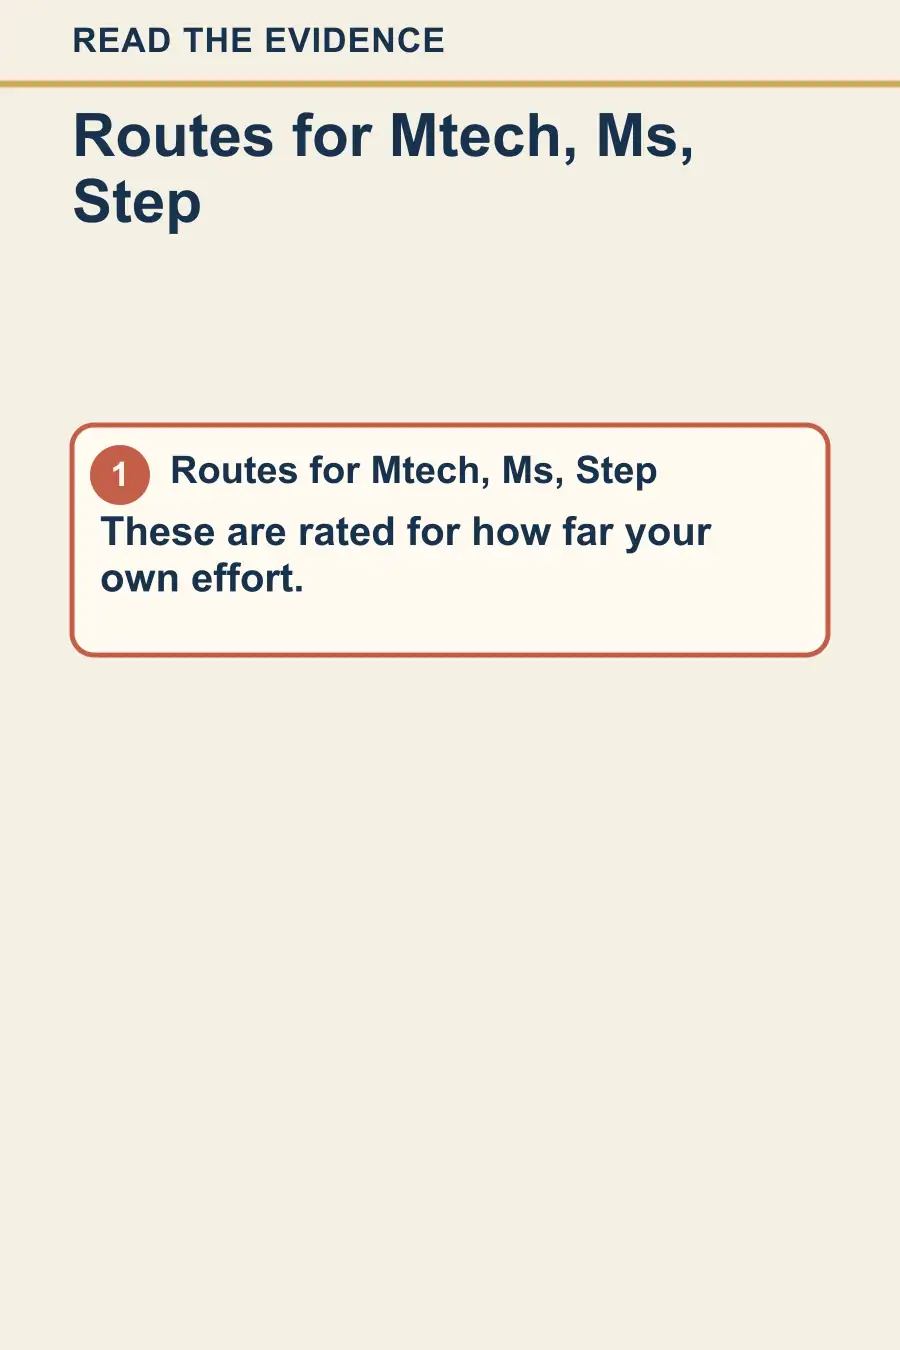 READ THE EVIDENCE
Routes for Mtech, Ms,
Step
1
Routes for Mtech, Ms, Step
These are rated for how far your
own effort.